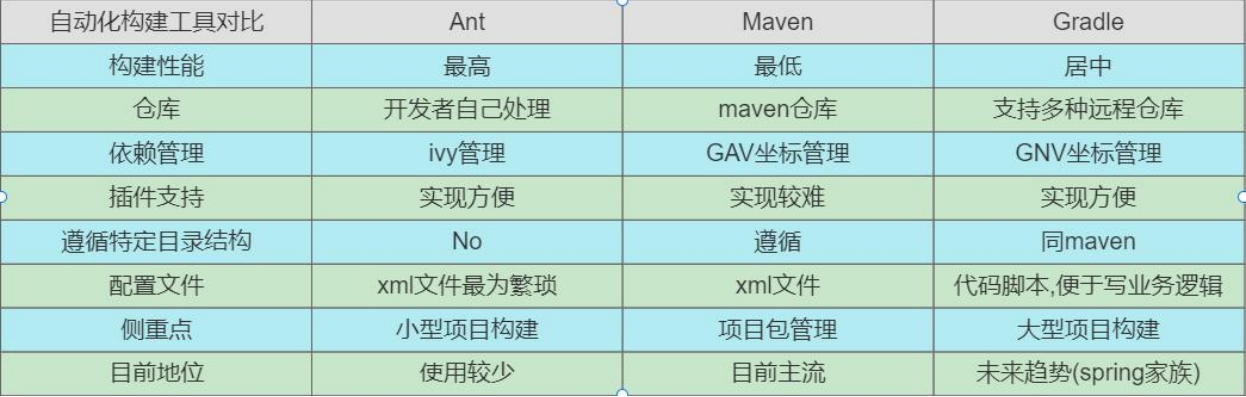 自动化构建工具对比 Ant Maven Gradle
构建性能 最高 最低 居中
仓库 开发者自己处理 maven仓库 支持多种远程仓库
依赖管理 ivy管理 GAV坐标管理 GNV坐标管理
插件支持 实现方便 实现较难 实现方便
遵循特定目录结构 No 遵循 同maven
配置文件 xml文件最为繁琐 xml文件 代码脚本,便于写业务逻辑
侧重点 小型项目构建 项目包管理 大型项目构建
目前地位 使用较少 目前主流 未来趋势(spring家族)